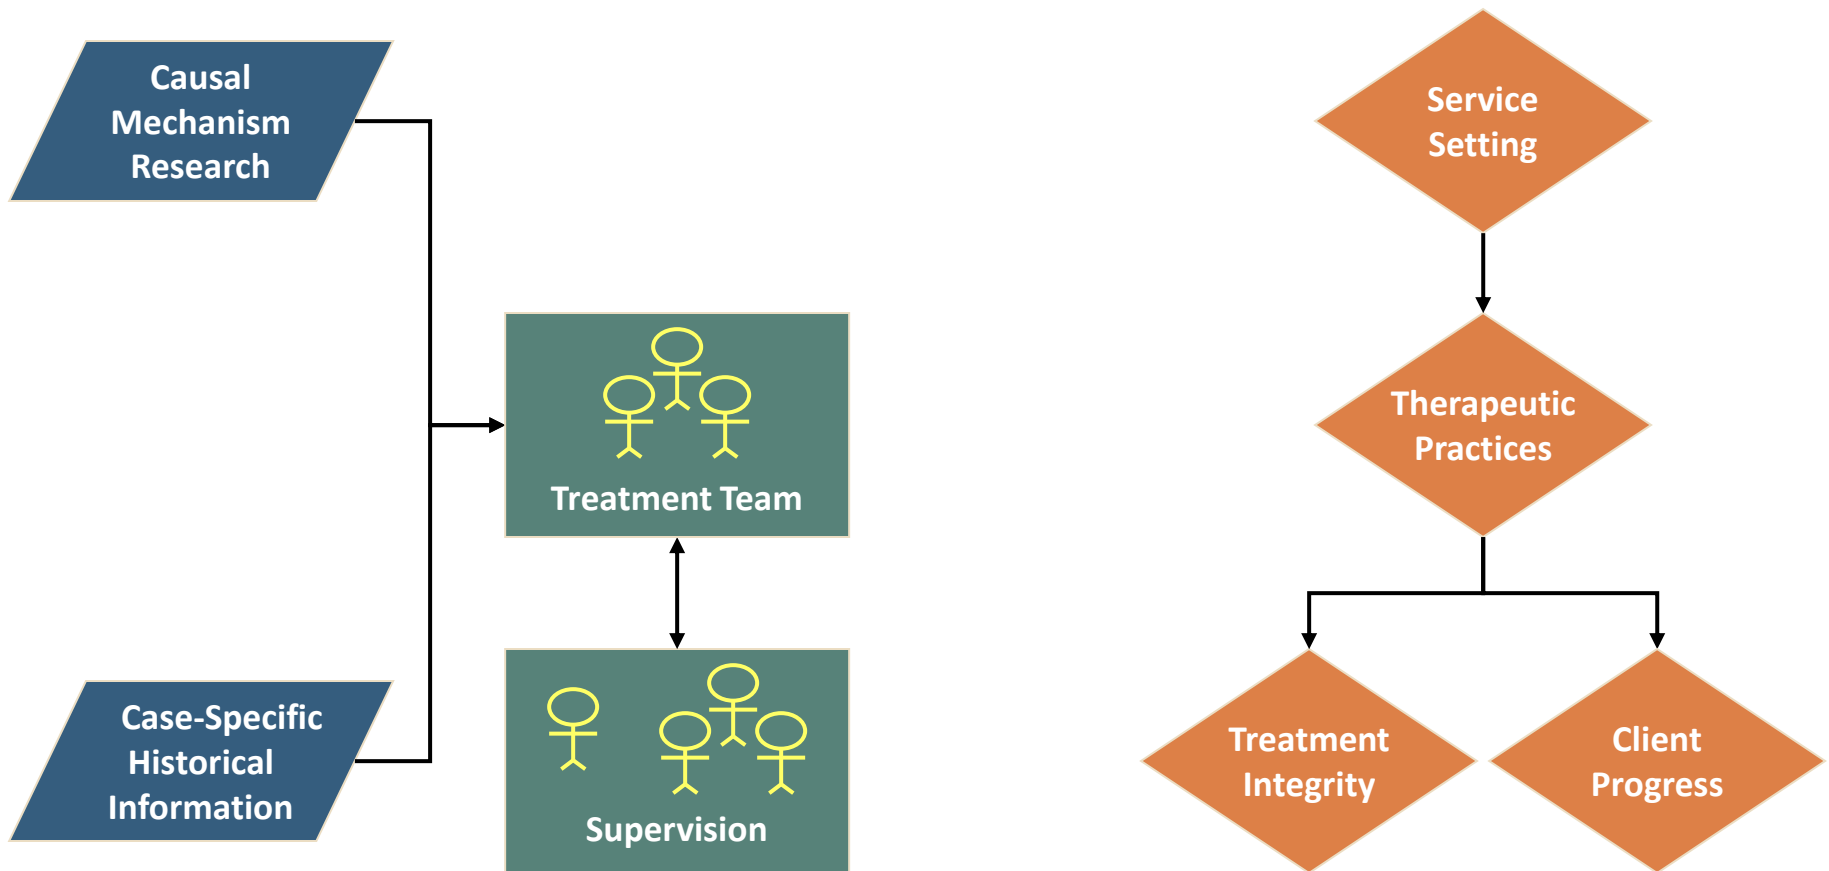 Causal
Mechanism
Research
Service
Setting
Treatment Team
Therapeutic
Practices
Case-Specific
Historical
Information
Supervision
Treatment
Integrity
Client
Progress